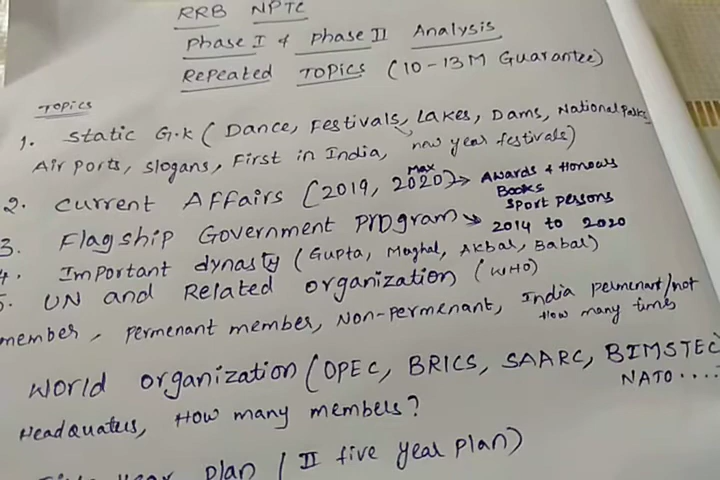 RRB NPTC
Phase I & Phase II Analysis
Repeated Topics (10-13M Guarantee)
Topics
1. Static G.K (Dance, Festivals, Lakes, Dams, National Parks,
Air ports, slogans, First in India, new year festivals)
2. Current Affairs (2019, 2020 Max) → Awards & Honours
Books
Sport persons
3. Flagship Government Program → 2014 to 2020
4. Important dynasty (Gupta, Moghal, Akbar, Babar)
5. UN and Related organization (WHO)
member, permenant member, Non-permenant, India permenant/not
How many times
World organization (OPEC, BRICS, SAARC, BIMSTEC
NATO....
Headquaters, How many members?
year plan (II five year plan)